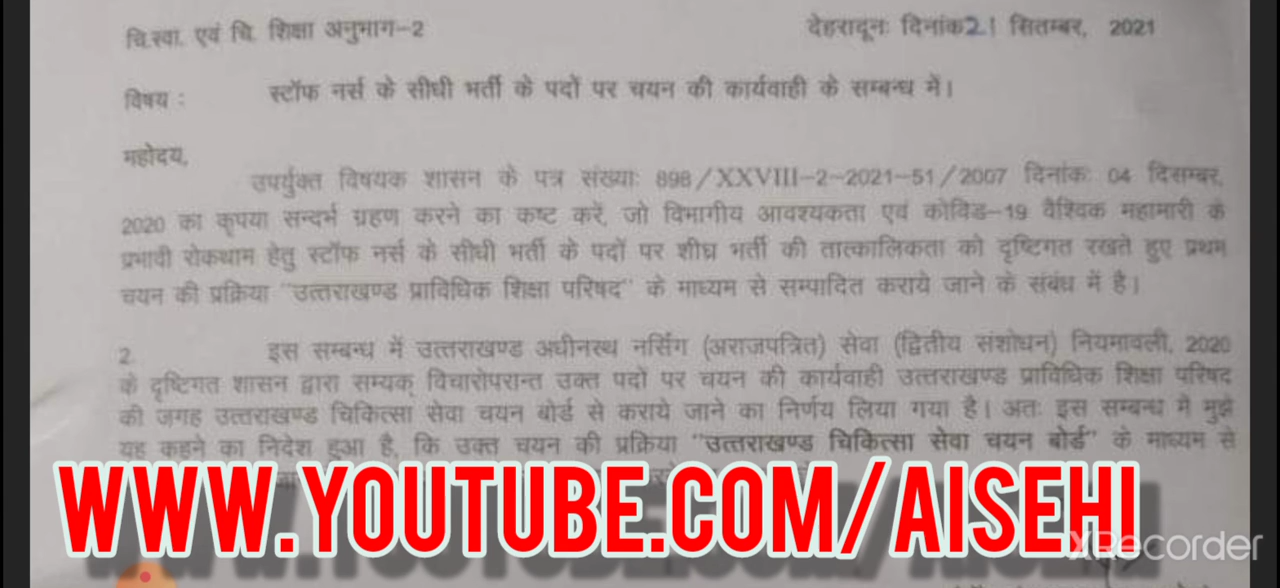 चि.स्वा. एवं चि. शिक्षा अनुभाग-2 देहरादूनः दिनांक21 सितम्बर, 2021
विषय : स्टॉफ नर्स के सीधी भर्ती के पदों पर चयन की कार्यवाही के सम्बन्ध में।
महोदय,
उपर्युक्त विषयक शासन के पत्र संख्याः 898/XXVIII-2-2021-51/2007 दिनांकः 04 दिसम्बर,
2020 का कृपया सन्दर्भ ग्रहण करने का कष्ट करें, जो विभागीय आवश्यकता एवं कोविड-19 वैश्विक महामारी के
प्रभावी रोकथाम हेतु स्टॉफ नर्स के सीधी भर्ती के पदों पर शीघ्र भर्ती की तात्कालिकता को दृष्टिगत रखते हुए प्रथम
चयन की प्रक्रिया "उत्तराखण्ड प्राविधिक शिक्षा परिषद" के माध्यम से सम्पादित कराये जाने के संबंध में है।
2 इस सम्बन्ध में उत्तराखण्ड अधीनस्थ नर्सिंग (अराजपत्रित) सेवा (द्वितीय संशोधन) नियमावली, 2020
के दृष्टिगत शासन द्वारा सम्यक् विचारोपरान्त उक्त पदों पर चयन की कार्यवाही उत्तराखण्ड प्राविधिक शिक्षा परिषद
की जगह उत्तराखण्ड चिकित्सा सेवा चयन बोर्ड से कराये जाने का निर्णय लिया गया है। अतः इस सम्बन्ध में मुझे
यह कहने का निदेश हुआ है, कि उक्त चयन की प्रक्रिया "उत्तराखण्ड चिकित्सा सेवा चयन बोर्ड" के माध्यम से
WWW.YOUTUBE.COM/AISEHI
XRecorder